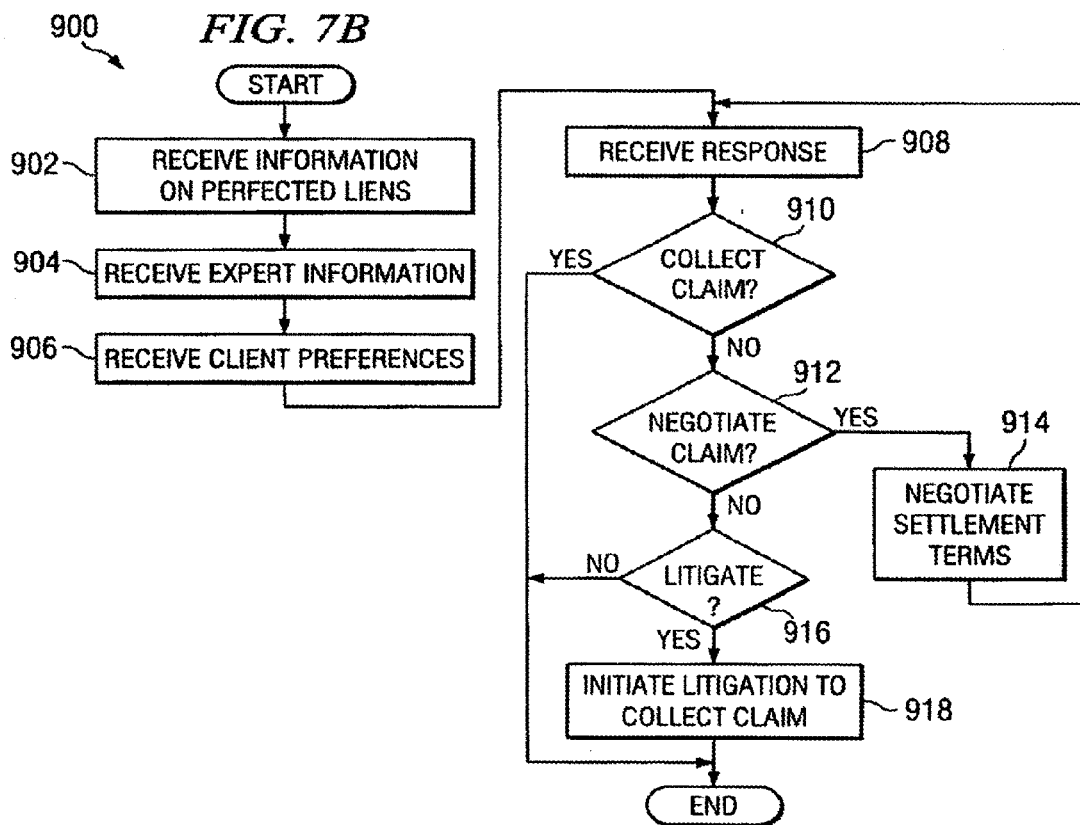 900
FIG. 7B
START
902
RECEIVE INFORMATION
ON PERFECTED LIENS
904
RECEIVE EXPERT INFORMATION
906
RECEIVE CLIENT PREFERENCES
RECEIVE RESPONSE
908
910
YES
COLLECT
CLAIM?
NO
912
NEGOTIATE
CLAIM?
YES
914
NEGOTIATE
SETTLEMENT
TERMS
NO
NO
LITIGATE
?
916
YES
INITIATE LITIGATION TO
COLLECT CLAIM
918
END